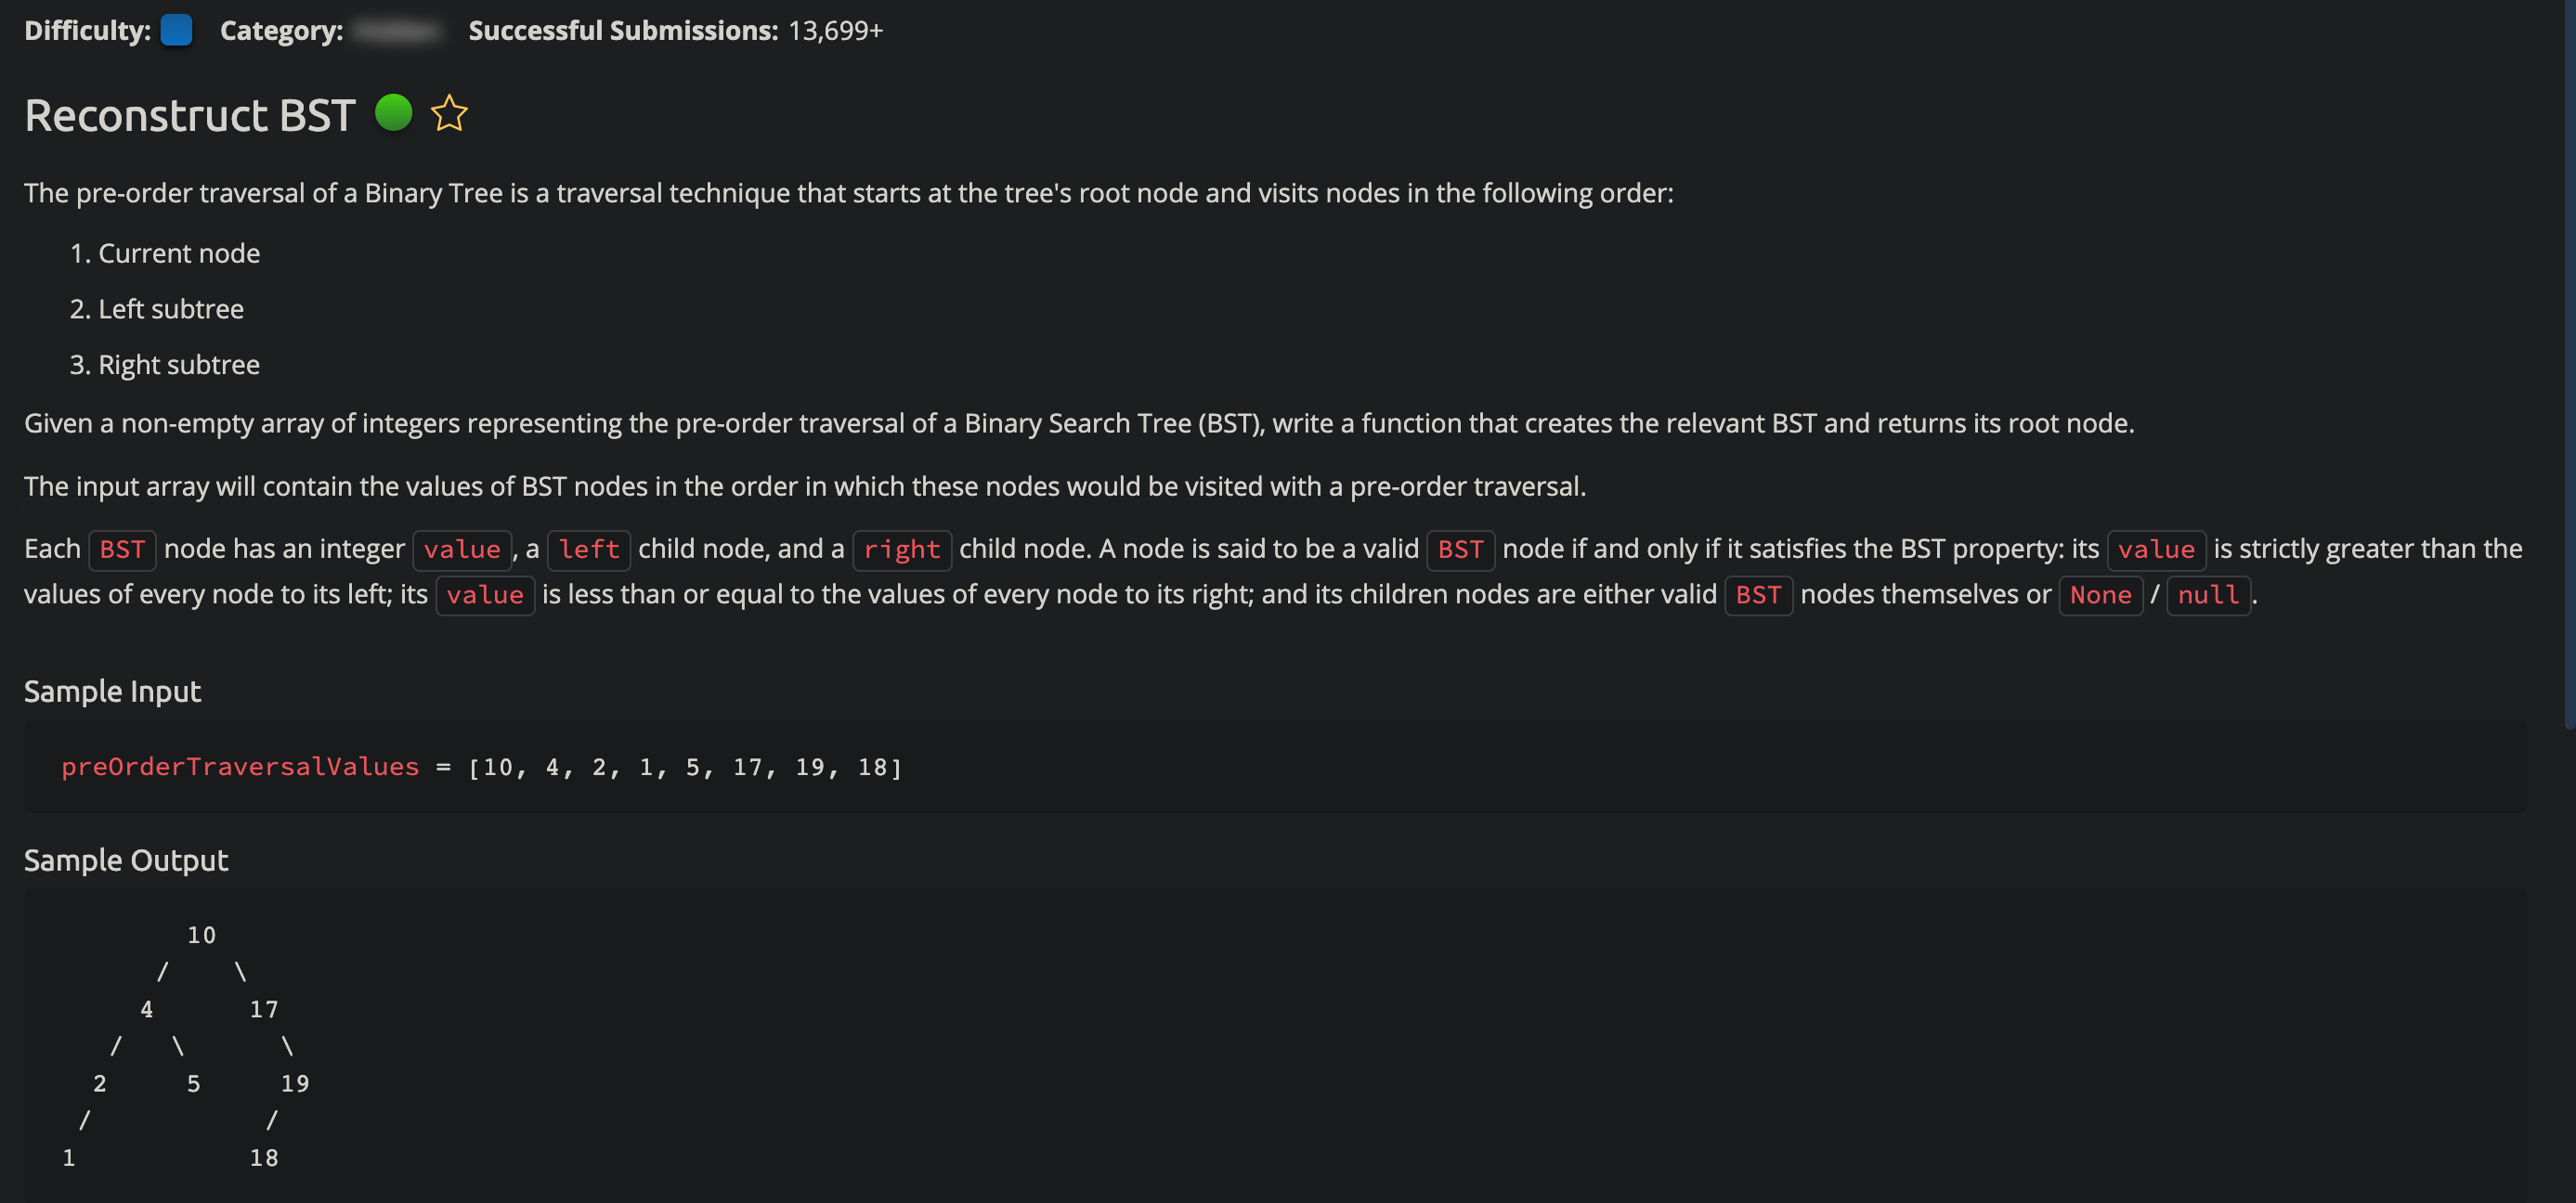 Difficulty: Category: Successful Submissions: 13,699+
Reconstruct BST
The pre-order traversal of a Binary Tree is a traversal technique that starts at the tree's root node and visits nodes in the following order:
1. Current node
2. Left subtree
3. Right subtree
Given a non-empty array of integers representing the pre-order traversal of a Binary Search Tree (BST), write a function that creates the relevant BST and returns its root node.
The input array will contain the values of BST nodes in the order in which these nodes would be visited with a pre-order traversal.
Each BST node has an integer value, a left child node, and a right child node. A node is said to be a valid BST node if and only if it satisfies the BST property: its value is strictly greater than the
values of every node to its left; its value is less than or equal to the values of every node to its right; and its children nodes are either valid BST nodes themselves or None / null.
Sample Input
preOrderTraversalValues = [10, 4, 2, 1, 5, 17, 19, 18]
Sample Output
10
/ \
4 17
/ \ \
2 5 19
/ /
1 18